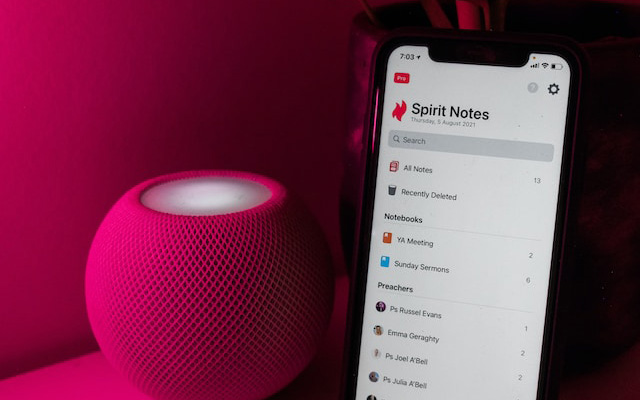 7:03
Pro
?
Spirit Notes
Thursday, 5 August 2021
Search
All Notes 13
Recently Deleted
Notebooks
YA Meeting 2
Sunday Sermons 6
Preachers
Ps Russel Evans 1
Emma Geraghty 2
Ps Joel A'Bell 2
Ps Julia A'Bell 2